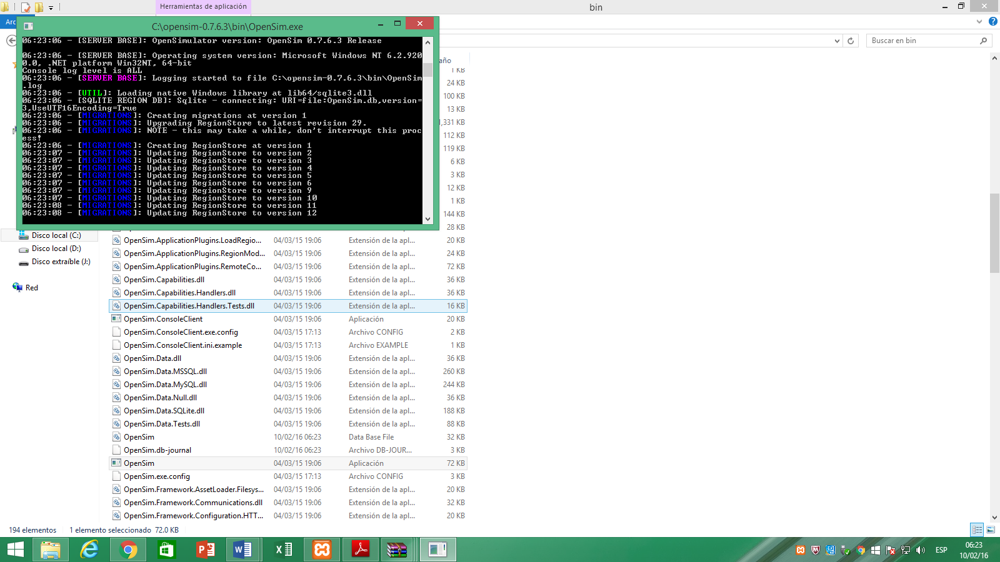 Herramientas de aplicación
bin
Arc
C:\opensim-0.7.6.3\bin\OpenSim.exe
Buscar en bin
06:23:06 - [SERVER BASE]: OpenSimulator version: OpenSim 0.7.6.3 Release
06:23:06 - [SERVER BASE]: Operating system version: Microsoft Windows NT 6.2.920
0.0, .NET platform Win32NT, 64-bit
Console log level is ALL
06:23:06 - [SERVER BASE]: Logging started to file C:\opensim-0.7.6.3\bin\OpenSim
.log
06:23:06 - [UTIL]: Loading native Windows library at lib64/sqlite3.dll
06:23:06 - [SQLITE REGION DB]: Sqlite - connecting: URI=file:OpenSim.db,version=
3,UseUTF16Encoding=True
06:23:06 - [MIGRATIONS]: Creating migrations at version 1
06:23:06 - [MIGRATIONS]: Upgrading RegionStore to latest revision 29.
06:23:06 - [MIGRATIONS]: NOTE - this may take a while, don't interrupt this proc
ess!
06:23:06 - [MIGRATIONS]: Creating RegionStore at version 1
06:23:07 - [MIGRATIONS]: Updating RegionStore to version 2
06:23:07 - [MIGRATIONS]: Updating RegionStore to version 3
06:23:07 - [MIGRATIONS]: Updating RegionStore to version 4
06:23:07 - [MIGRATIONS]: Updating RegionStore to version 5
06:23:07 - [MIGRATIONS]: Updating RegionStore to version 6
06:23:07 - [MIGRATIONS]: Updating RegionStore to version 9
06:23:07 - [MIGRATIONS]: Updating RegionStore to version 10
06:23:08 - [MIGRATIONS]: Updating RegionStore to version 11
06:23:08 - [MIGRATIONS]: Updating RegionStore to version 12
año
1 KB
24 KB
100 KB
13 KB
,331 KB
112 KB
119 KB
6 KB
3 KB
12 KB
1 KB
144 KB
28 KB
Disco local (C:)
Disco local (D:)
Disco extraíble (J:)
Red
OpenSim.ApplicationPlugins.LoadRegio... 04/03/15 19:06 Extensión de la apl... 20 KB
OpenSim.ApplicationPlugins.RegionMod... 04/03/15 19:06 Extensión de la apl... 24 KB
OpenSim.ApplicationPlugins.RemoteCo... 04/03/15 19:06 Extensión de la apl... 72 KB
OpenSim.Capabilities.dll 04/03/15 19:06 Extensión de la apl... 36 KB
OpenSim.Capabilities.Handlers.dll 04/03/15 19:06 Extensión de la apl... 36 KB
OpenSim.Capabilities.Handlers.Tests.dll 04/03/15 19:06 Extensión de la apl... 16 KB
OpenSim.ConsoleClient 04/03/15 19:06 Aplicación 20 KB
OpenSim.ConsoleClient.exe.config 04/03/15 17:13 Archivo CONFIG 2 KB
OpenSim.ConsoleClient.ini.example 04/03/15 17:13 Archivo EXAMPLE 1 KB
OpenSim.Data.dll 04/03/15 19:06 Extensión de la apl... 36 KB
OpenSim.Data.MSSQL.dll 04/03/15 19:06 Extensión de la apl... 260 KB
OpenSim.Data.MySQL.dll 04/03/15 19:06 Extensión de la apl... 244 KB
OpenSim.Data.Null.dll 04/03/15 19:06 Extensión de la apl... 36 KB
OpenSim.Data.SQLite.dll 04/03/15 19:06 Extensión de la apl... 188 KB
OpenSim.Data.Tests.dll 04/03/15 19:06 Extensión de la apl... 88 KB
OpenSim 10/02/16 06:23 Data Base File 32 KB
OpenSim.db-journal 10/02/16 06:23 Archivo DB-JOUR... 3 KB
OpenSim 04/03/15 19:06 Aplicación 72 KB
OpenSim.exe.config 04/03/15 17:13 Archivo CONFIG 3 KB
OpenSim.Framework.AssetLoader.Filesys... 04/03/15 19:06 Extensión de la apl... 20 KB
OpenSim.Framework.Communications.dll 04/03/15 19:06 Extensión de la apl... 32 KB
OpenSim.Framework.Configuration.HTT... 04/03/15 19:06 Extensión de la apl... 20 KB
194 elementos 1 elemento seleccionado 72.0 KB
ESP
06:23
10/02/16